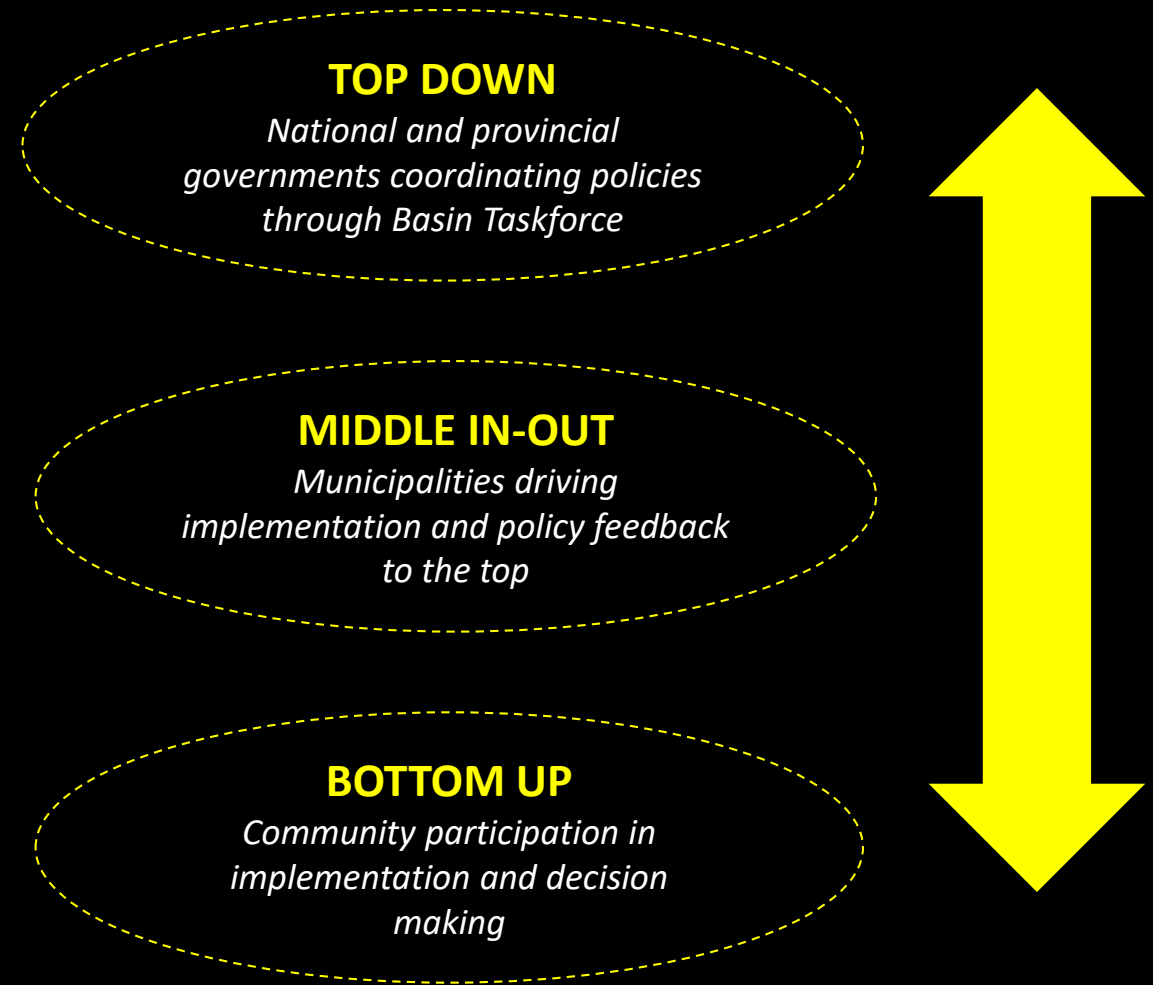 TOP DOWN
National and provincial
governments coordinating policies
through Basin Taskforce
MIDDLE IN-OUT
Municipalities driving
implementation and policy feedback
to the top
BOTTOM UP
Community participation in
implementation and decision
making